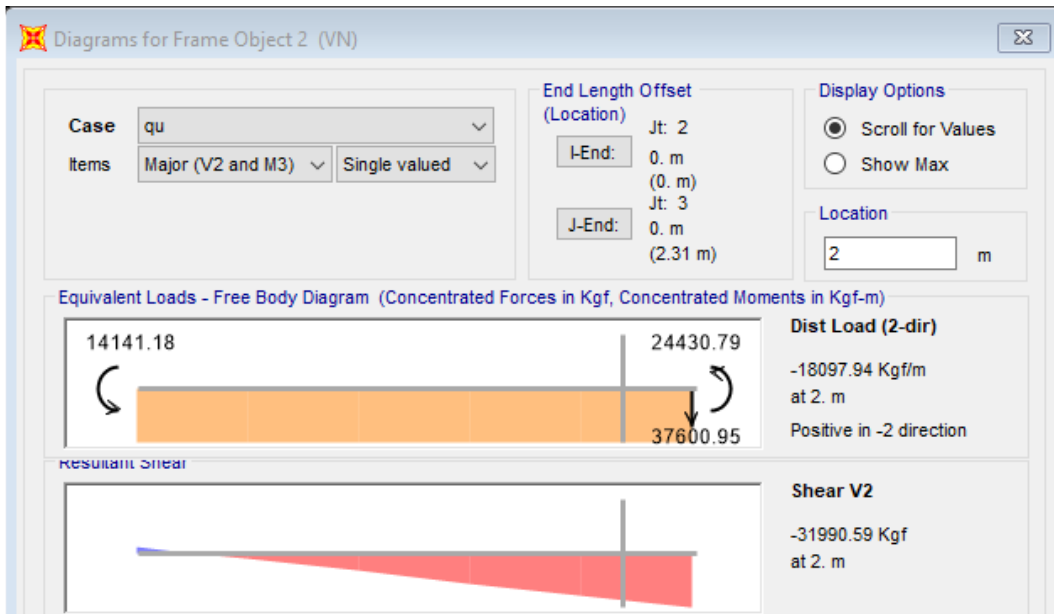 Diagrams for Frame Object 2 (VN)
Case qu
Items Major (V2 and M3) Single valued
End Length Offset
(Location)
Jt: 2
I-End: 0. m
(0. m)
Jt: 3
J-End: 0. m
(2.31 m)
Display Options
Scroll for Values
Show Max
Location
2 m
Equivalent Loads - Free Body Diagram (Concentrated Forces in Kgf, Concentrated Moments in Kgf-m)
14141.18
24430.79
37600.95
Dist Load (2-dir)
-18097.94 Kgf/m
at 2. m
Positive in -2 direction
Resultant Shear
Shear V2
-31990.59 Kgf
at 2. m